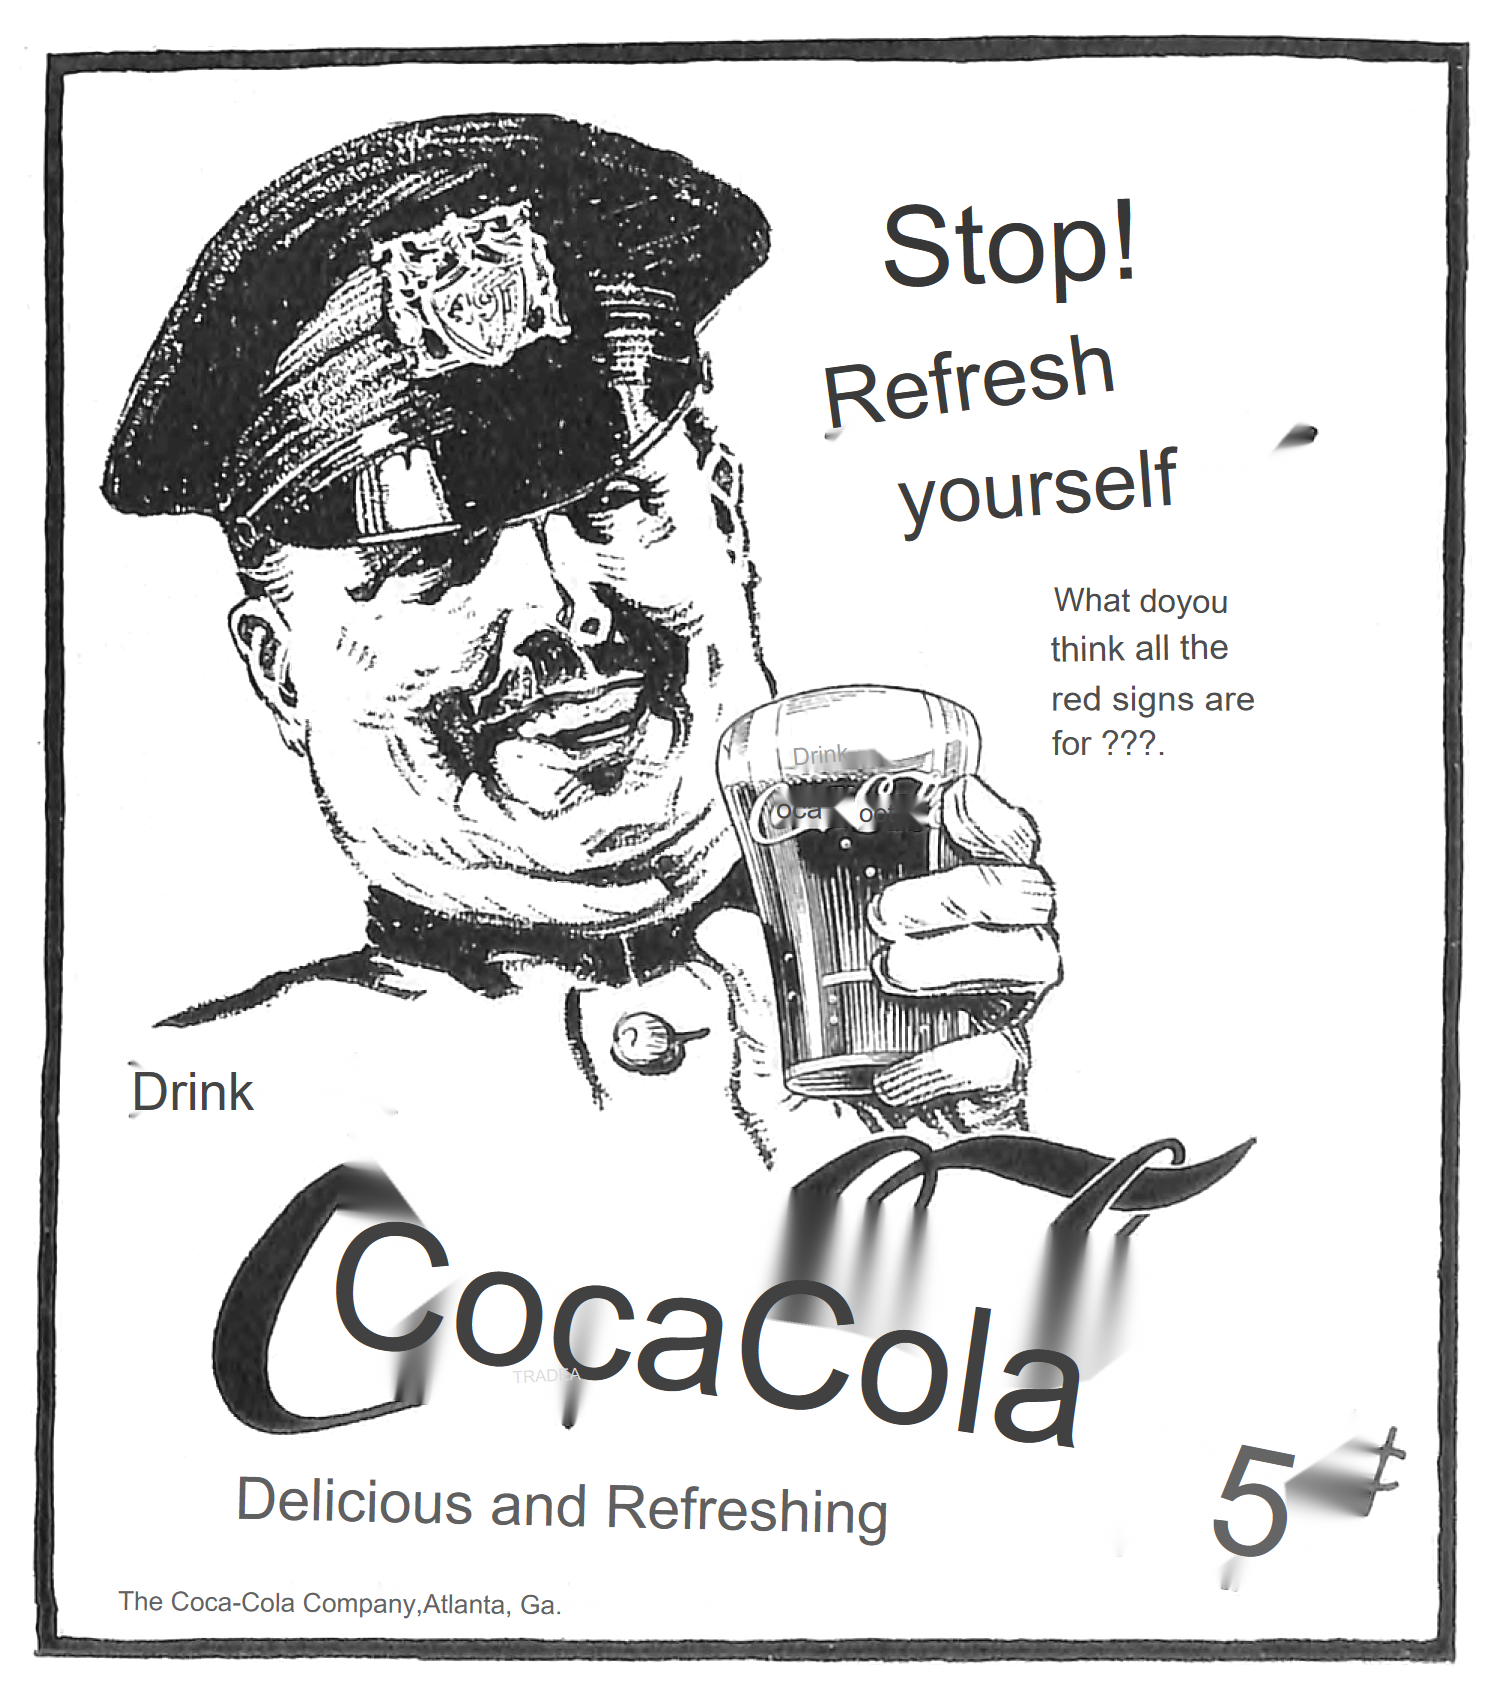 Stop!
Refresh
yourself
What doyou
think all the
red signs are
for ???.
Drink
oca
Drink
CocaCola
5¢
Delicious and Refreshing
The Coca-Cola Company,Atlanta, Ga.